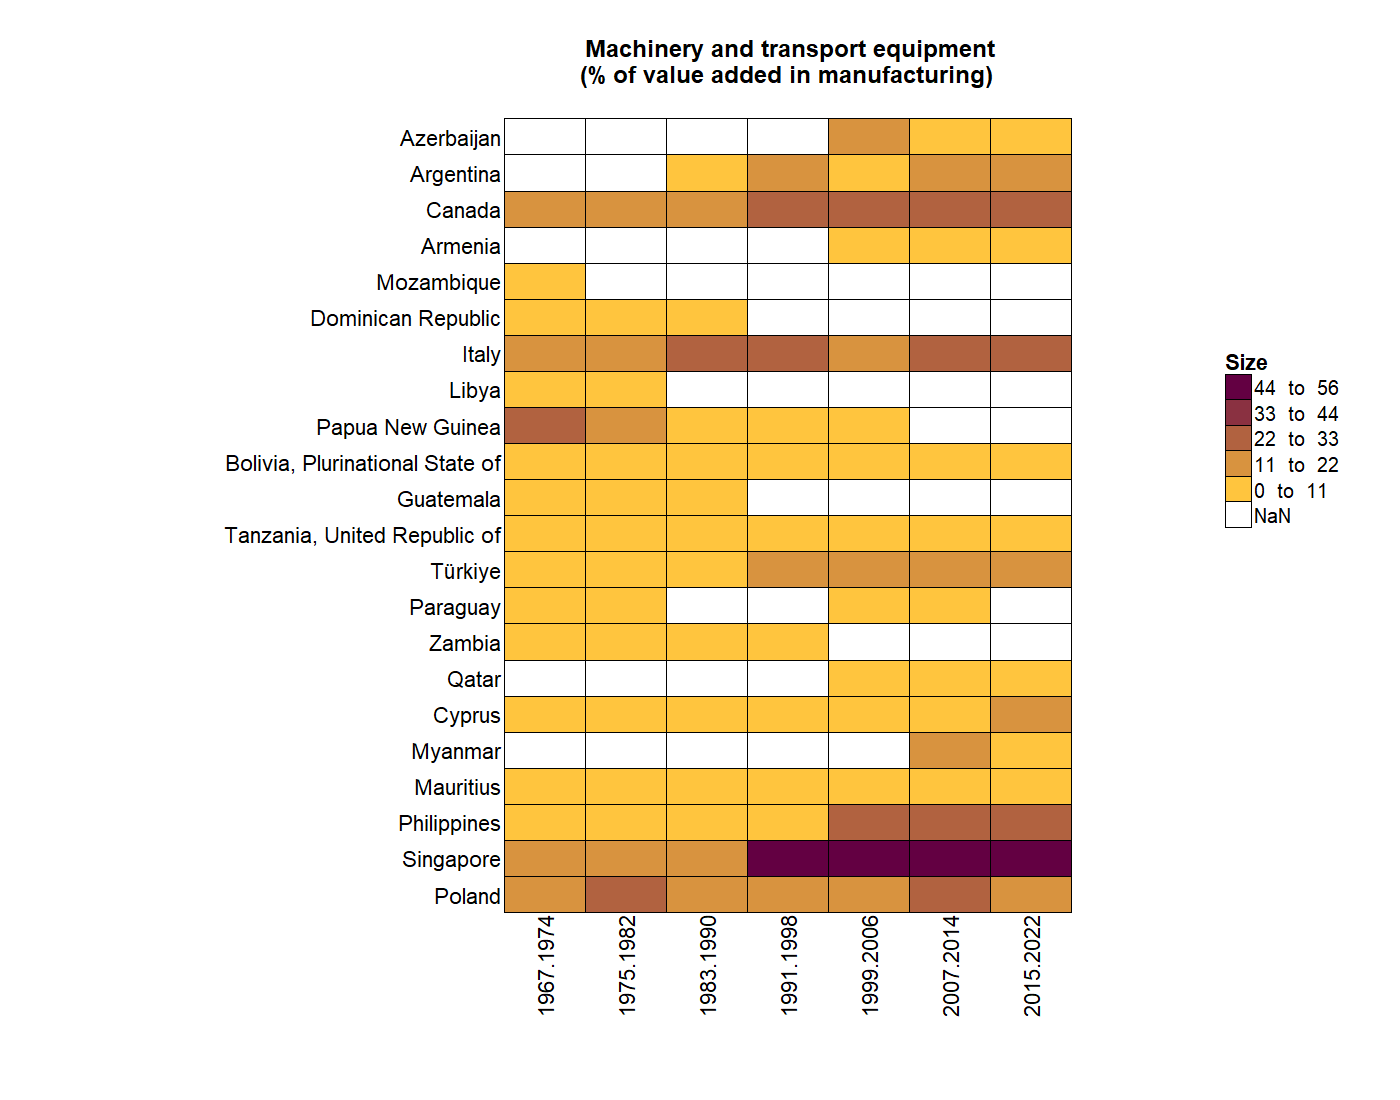 Machinery and transport equipment
(% of value added in manufacturing)
Azerbaijan
Argentina
Canada
Armenia
Mozambique
Dominican Republic
Italy
Libya
Papua New Guinea
Bolivia, Plurinational State of
Guatemala
Tanzania, United Republic of
Türkiye
Paraguay
Zambia
Qatar
Cyprus
Myanmar
Mauritius
Philippines
Singapore
Poland
1967.1974
1975.1982
1983.1990
1991.1998
1999.2006
2007.2014
2015.2022
Size
44 to 56
33 to 44
22 to 33
11 to 22
0 to 11
NaN